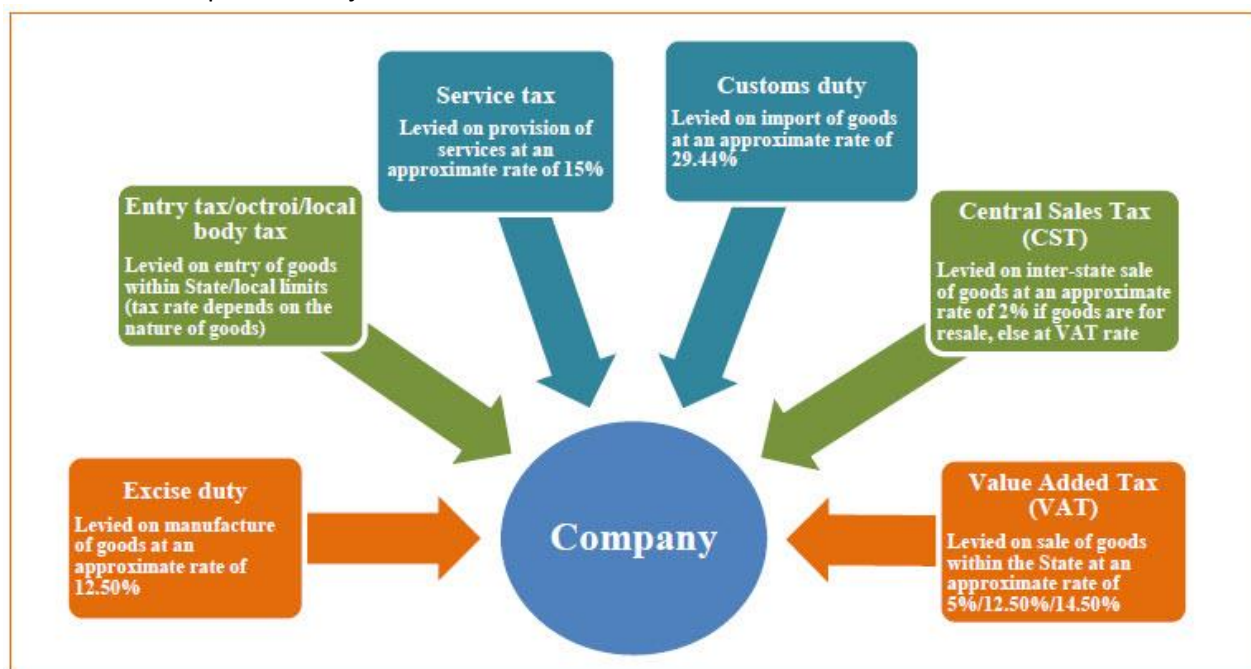 Service tax
Levied on provision of
services at an
approximate rate of 15%
Customs duty
Levied on import of goods
at an approximate rate of
29.44%
Entry tax/octroi/local
body tax
Levied on entry of goods
within State/local limits
(tax rate depends on the
nature of goods)
Central Sales Tax
(CST)
Levied on inter-state sale
of goods at an approximate
rate of 2% if goods are for
resale, else at VAT rate
Excise duty
Levied on manufacture
of goods at an
approximate rate of
12.50%
Company
Value Added Tax
(VAT)
Levied on sale of goods
within the State at an
approximate rate of
5%/12.50%/14.50%